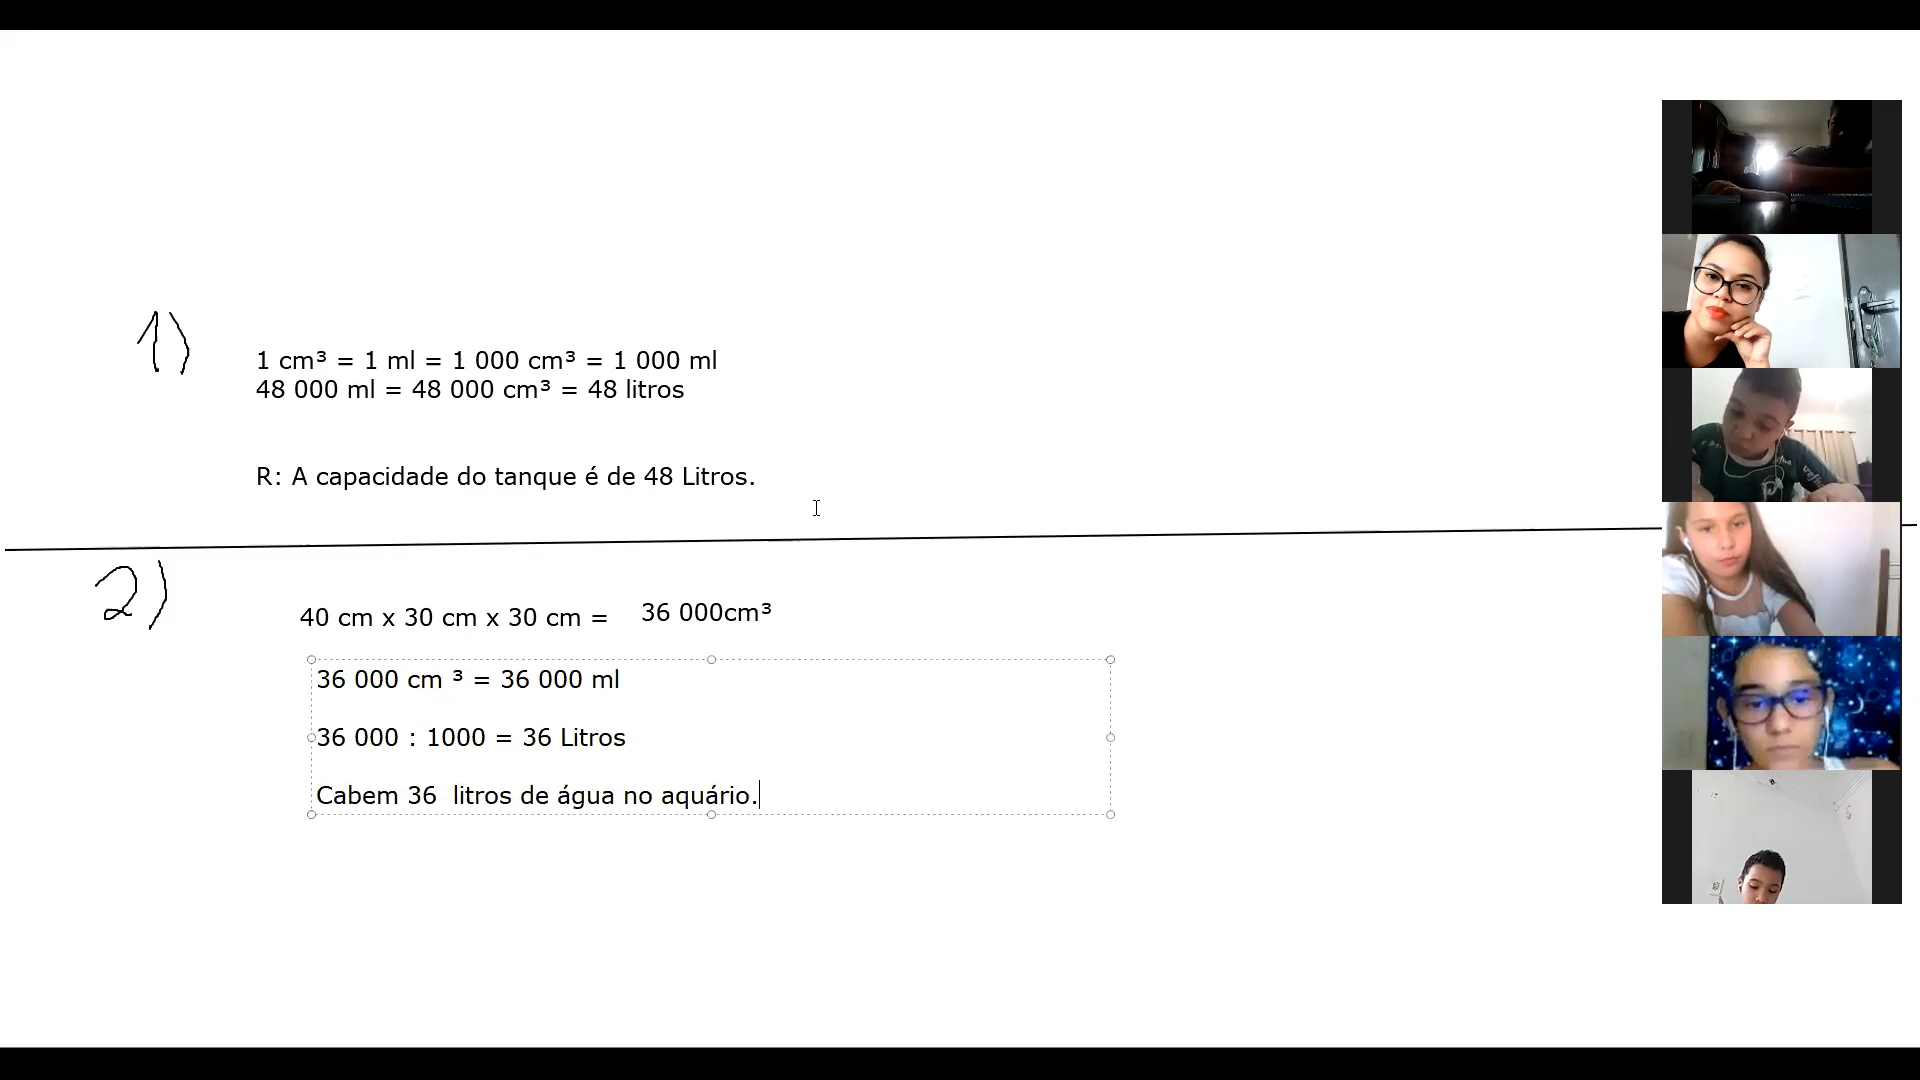 1)
1 cm³ = 1 ml = 1 000 cm³ = 1 000 ml
48 000 ml = 48 000 cm³ = 48 litros
R: A capacidade do tanque é de 48 Litros.
2)
40 cm x 30 cm x 30 cm = 36 000cm³
36 000 cm ³ = 36 000 ml
36 000 : 1000 = 36 Litros
Cabem 36  litros de água no aquário.